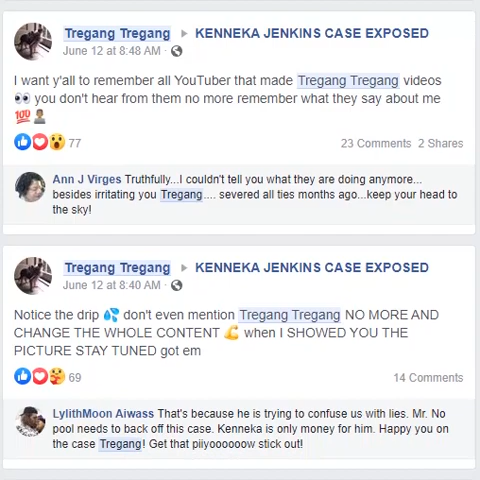 Tregang Tregang ▸ KENNEKA JENKINS CASE EXPOSED
June 12 at 8:48 AM ·
I want y'all to remember all YouTuber that made Tregang Tregang videos
👀 you don't hear from them no more remember what they say about me
💯
77 23 Comments 2 Shares
Ann J Virges Truthfully...I couldn't tell you what they are doing anymore...
besides irritating you Tregang.... severed all ties months ago...keep your head to
the sky!
Tregang Tregang ▸ KENNEKA JENKINS CASE EXPOSED
June 12 at 8:40 AM ·
Notice the drip 💦 don't even mention Tregang Tregang NO MORE AND
CHANGE THE WHOLE CONTENT 💪 when I SHOWED YOU THE
PICTURE STAY TUNED got em
69 14 Comments
LylithMoon Aiwass That's because he is trying to confuse us with lies. Mr. No
pool needs to back off this case. Kenneka is only money for him. Happy you on
the case Tregang! Get that piiyoooooow stick out!